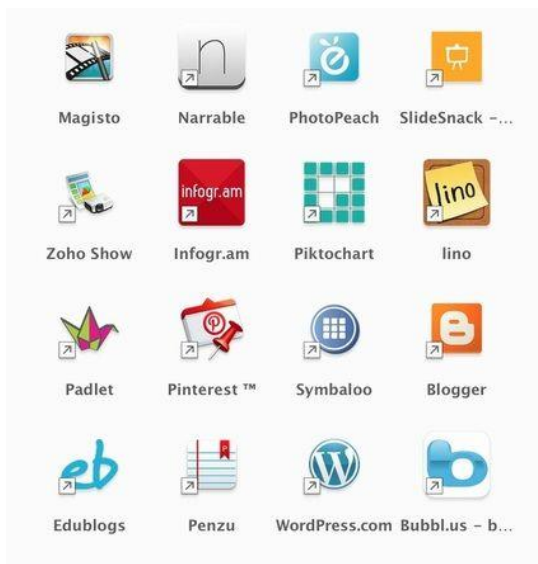 n
Magisto Narrable PhotoPeach SlideSnack -...
infogr.am
lino
Zoho Show Infogr.am Piktochart lino
Padlet Pinterest ™ Symbaloo Blogger
eb
P
Edublogs Penzu WordPress.com Bubbl.us - b...